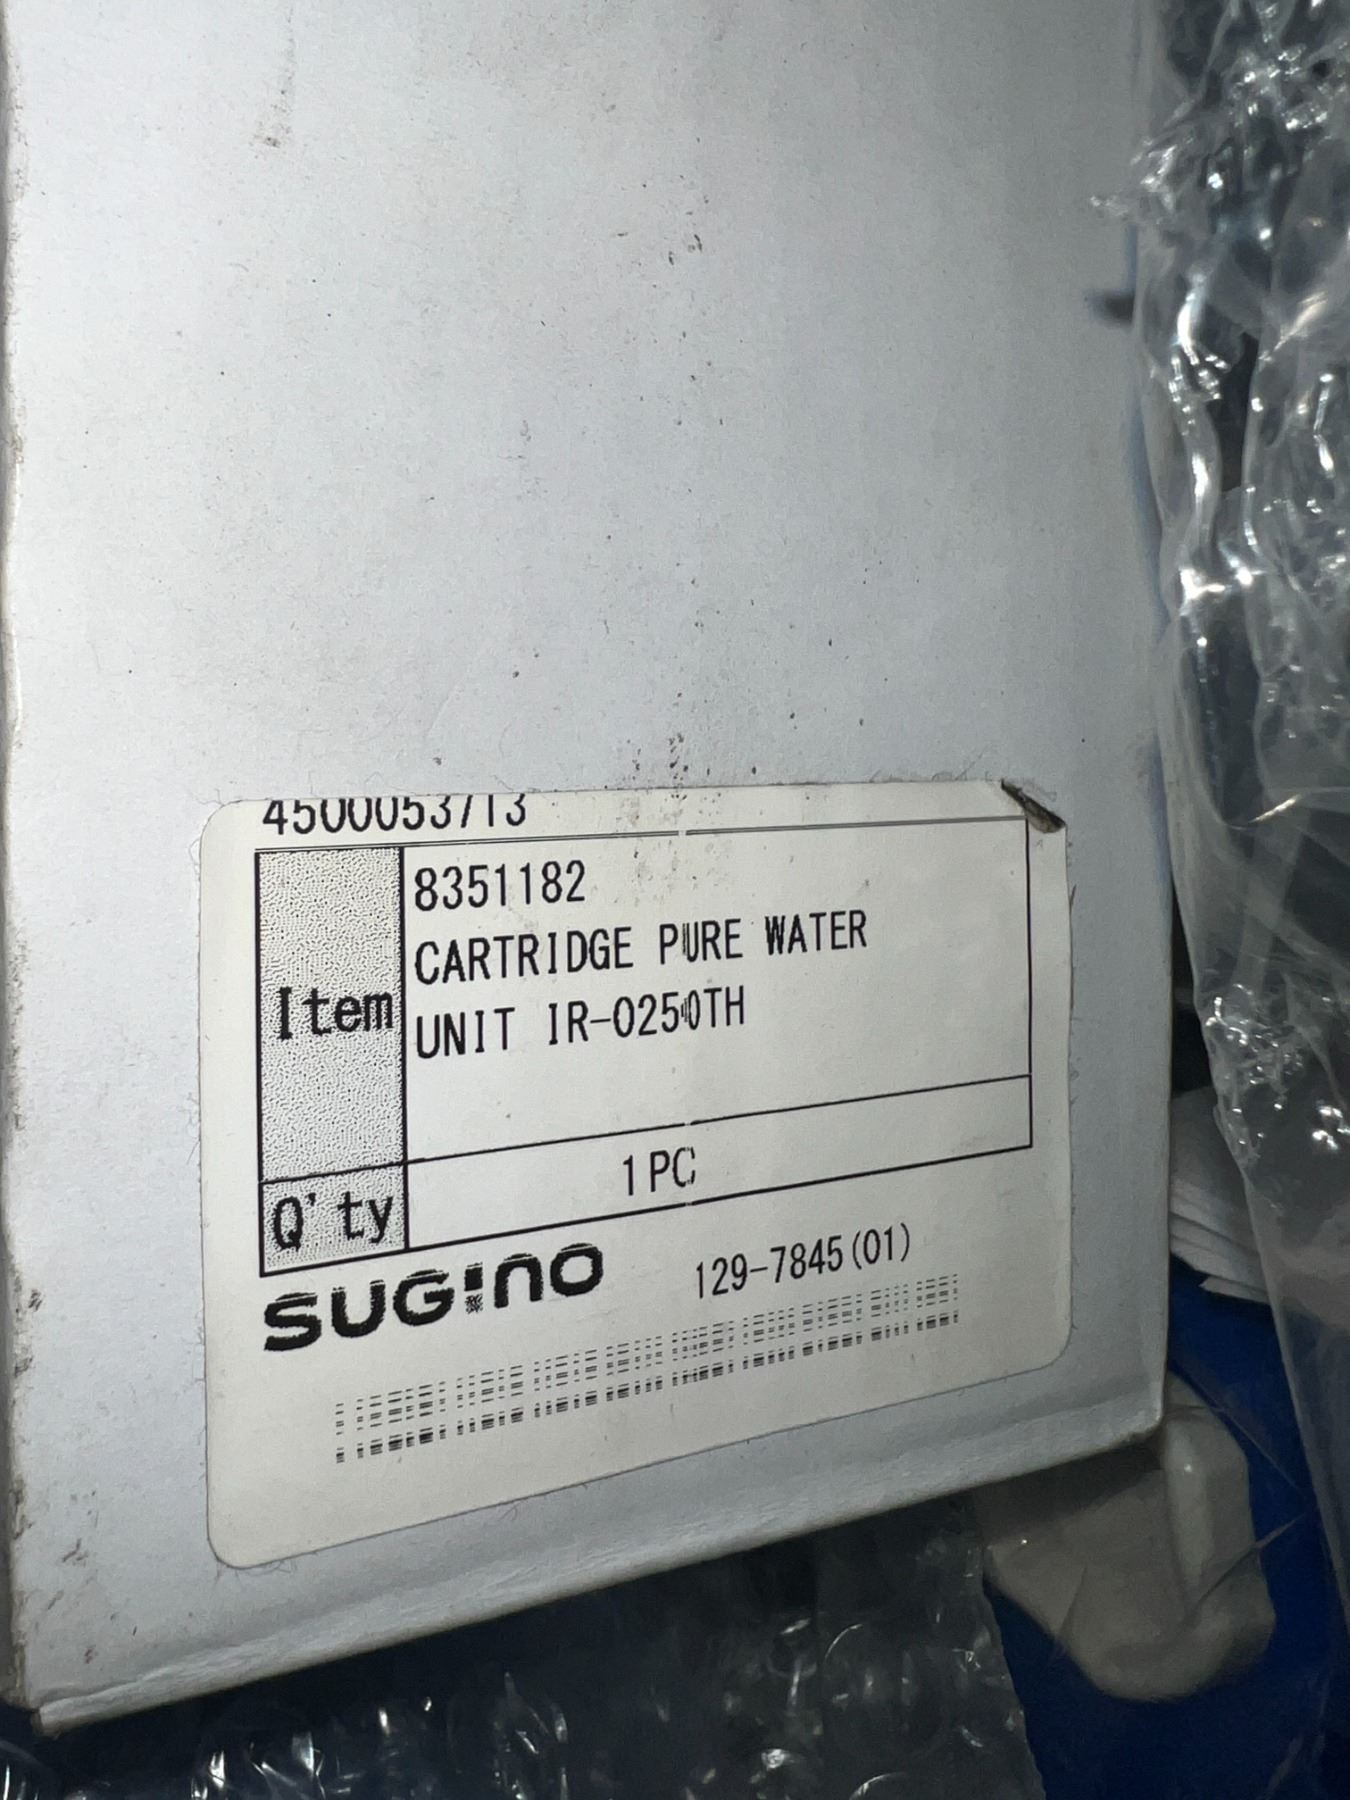 4500053713
Item
8351182
CARTRIDGE PURE WATER
UNIT IR-0250TH
Q'ty
1PC
SUGINO
129-7845(01)